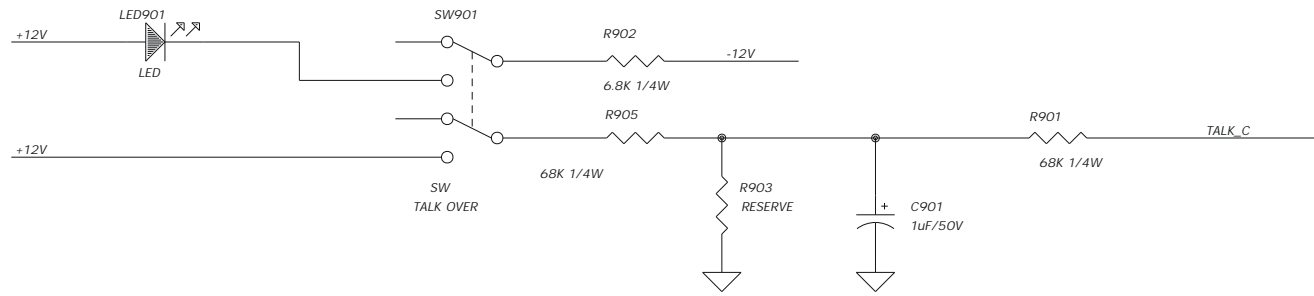 LED901
+12V
LED
SW901
R902
-12V
6.8K 1/4W
R905
68K 1/4W
+12V
SW
TALK OVER
R903
RESERVE
+
C901
1uF/50V
R901
68K 1/4W
TALK_C